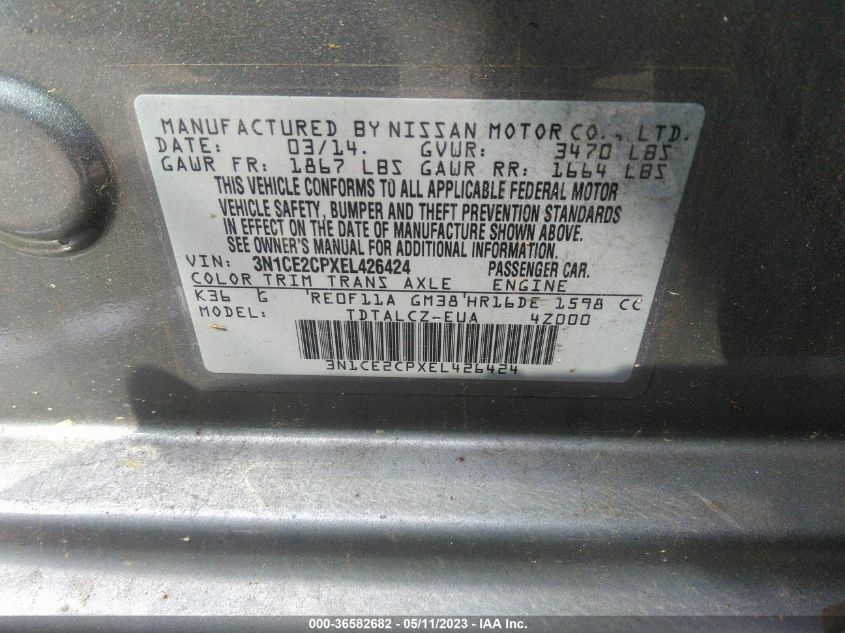 MANUFACTURED BY NISSAN MOTOR CO., LTD.
DATE: 03/14. GVWR: 3470 LBS
GAWR FR: 1867 LBS GAWR RR: 1664 LBS
THIS VEHICLE CONFORMS TO ALL APPLICABLE FEDERAL MOTOR
VEHICLE SAFETY, BUMPER AND THEFT PREVENTION STANDARDS
IN EFFECT ON THE DATE OF MANUFACTURE SHOWN ABOVE.
SEE OWNER'S MANUAL FOR ADDITIONAL INFORMATION.
VIN: 3N1CE2CPXEL426424 PASSENGER CAR.
COLOR TRIM TRANS AXLE ENGINE
K36 G 'RE0F11A GM38'HR16DE 1598 CC
MODEL: TDTALCZ-EUA 4Z000
3N1CE2CPXEL426424
000-36582682 - 05/11/2023 - IAA Inc.